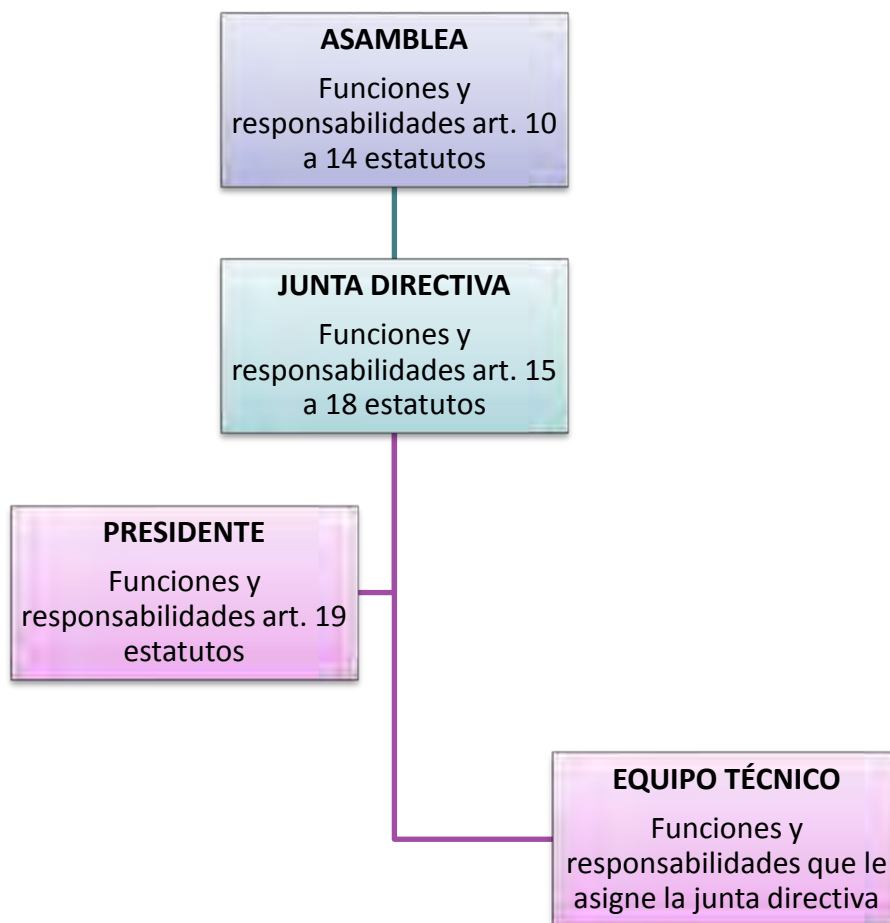 ASAMBLEA
Funciones y
responsabilidades art. 10
a 14 estatutos
JUNTA DIRECTIVA
Funciones y
responsabilidades art. 15
a 18 estatutos
PRESIDENTE
Funciones y
responsabilidades art. 19
estatutos
EQUIPO TÉCNICO
Funciones y
responsabilidades que le
asigne la junta directiva